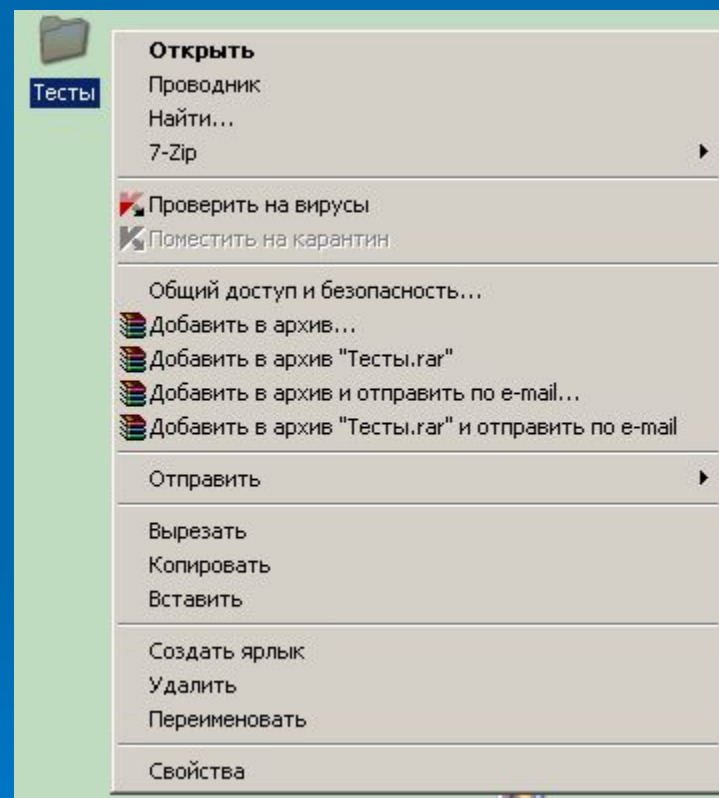 Тесты
Открыть
Проводник
Найти...
7-Zip
Проверить на вирусы
Поместить на карантин
Общий доступ и безопасность...
Добавить в архив...
Добавить в архив "Тесты.rar"
Добавить в архив и отправить по e-mail...
Добавить в архив "Тесты.rar" и отправить по e-mail
Отправить
Вырезать
Копировать
Вставить
Создать ярлык
Удалить
Переименовать
Свойства